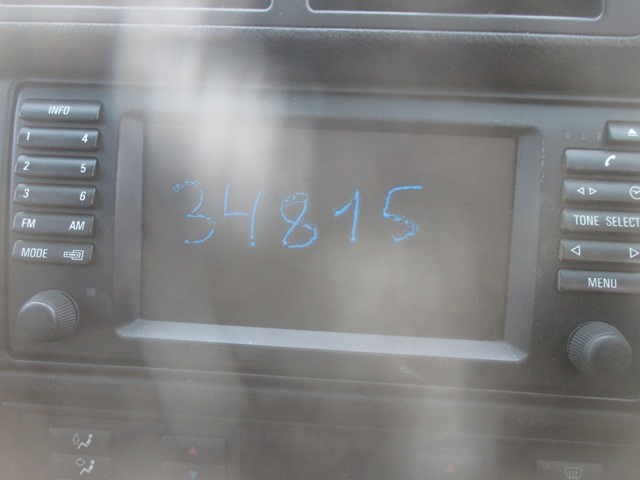 INFO
1 4
2 5
3 6
FM AM
MODE
34815
TONE SELECT
MENU